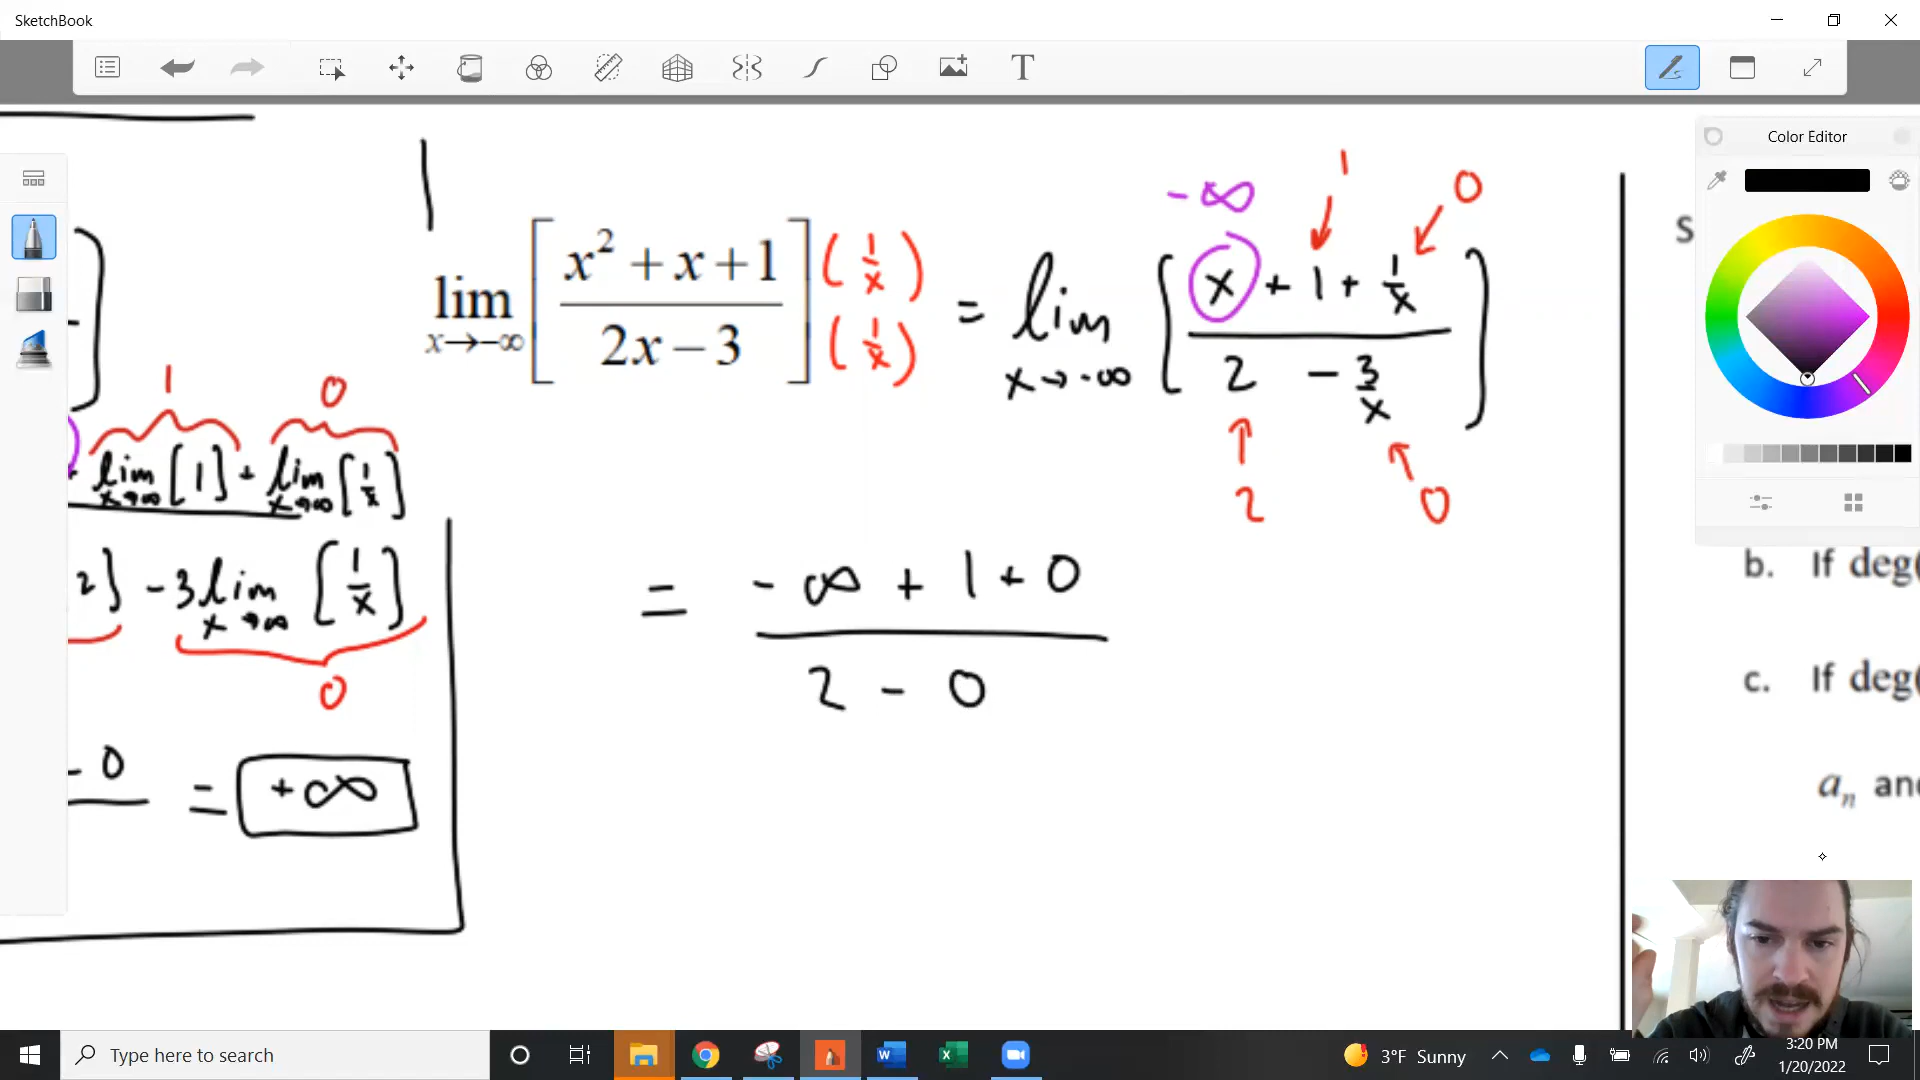 SketchBook
Color Editor
-∞ 1 0
lim x→-∞ [ (x² + x + 1) / (2x - 3) ] (1/x) / (1/x) = lim x→-∞ [ (x + 1 + 1/x) / (2 - 3/x) ]
2 0
1 0
lim x→∞ [1] + lim x→∞ [1/x]
2] - 3 lim x→∞ [1/x]
0
- 0 = +∞
= (-∞ + 1 + 0) / (2 - 0)
S
b. If deg(
c. If deg(
aₙ and
Type here to search
3°F Sunny
3:20 PM
1/20/2022